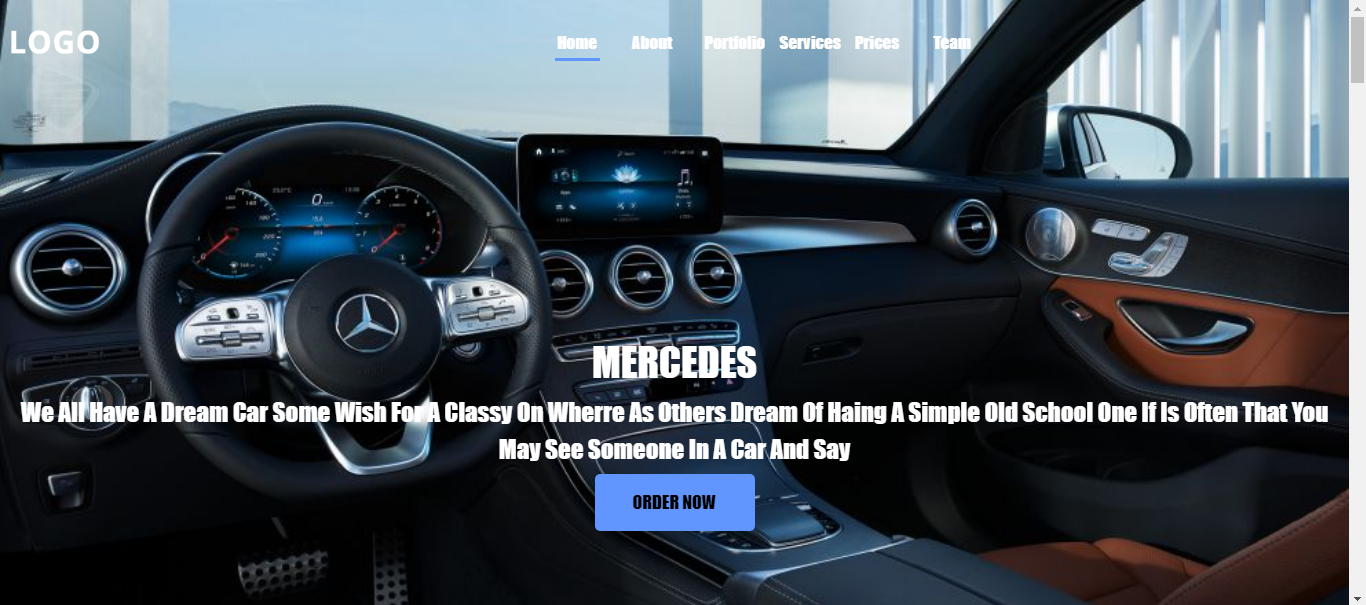 LOGO
Home About Portfolio Services Prices Team
MERCEDES
We All Have A Dream Car Some Wish For A Classy On Wherre As Others Dream Of Haing A Simple Old School One If Is Often That You
May See Someone In A Car And Say
ORDER NOW